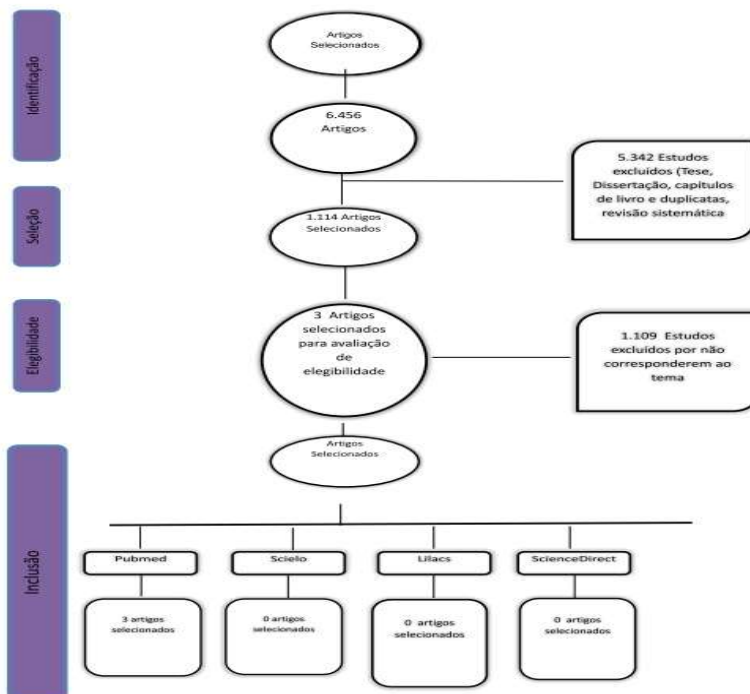 Identificação
Artigos
Selecionados
6.456
Artigos
5.342 Estudos
excluídos (Tese,
Dissertação, capítulos
de livro e duplicatas,
revisão sistemática
Seleção
1.114 Artigos
Selecionados
Elegibilidade
3 Artigos
selecionados
para avaliação
de
elegibilidade
1.109 Estudos
excluídos por não
corresponderem ao
tema
Inclusão
Artigos
Selecionados
Pubmed
Scielo
Lilacs
ScienceDirect
3 artigos
selecionados
0 artigos
selecionados
0 artigos
selecionados
0 artigos
selecionados